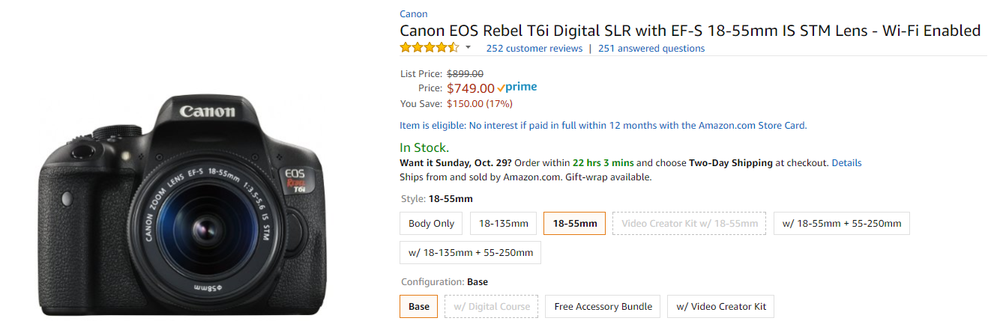 Canon
Canon EOS Rebel T6i Digital SLR with EF-S 18-55mm IS STM Lens - Wi-Fi Enabled
252 customer reviews | 251 answered questions
List Price: $899.00
Price: $749.00 prime
You Save: $150.00 (17%)
Item is eligible: No interest if paid in full within 12 months with the Amazon.com Store Card.
In Stock.
Want it Sunday, Oct. 29? Order within 22 hrs 3 mins and choose Two-Day Shipping at checkout. Details
Ships from and sold by Amazon.com. Gift-wrap available.
Style: 18-55mm
Body Only 18-135mm 18-55mm Video Creator Kit w/ 18-55mm w/ 18-55mm + 55-250mm
w/ 18-135mm + 55-250mm
Configuration: Base
Base w/ Digital Course Free Accessory Bundle w/ Video Creator Kit
Canon
EOS
REBEL
T6i
CANON ZOOM LENS EF-S 18-55mm 1:3.5-5.6 IS STM
Φ58mm